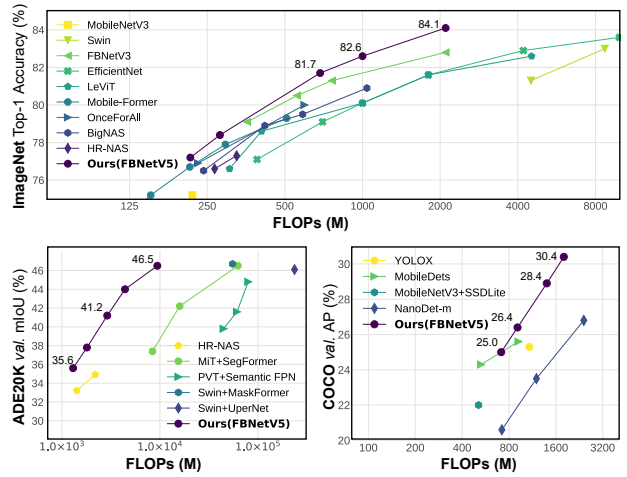 ImageNet Top-1 Accuracy (%)
84
82
80
78
76
MobileNetV3
Swin
FBNetV3
EfficientNet
LeViT
Mobile-Former
OnceForAll
BigNAS
HR-NAS
Ours(FBNetV5)
81.7
82.6
84.1
125
250
500
1000
2000
4000
8000
FLOPs (M)
ADE20K val. mIoU (%)
46
44
42
40
38
36
34
32
30
35.6
41.2
46.5
HR-NAS
MiT+SegFormer
PVT+Semantic FPN
Swin+MaskFormer
Swin+UperNet
Ours(FBNetV5)
1.0×10³
1.0×10⁴
1.0×10⁵
FLOPs (M)
COCO val. AP (%)
30
28
26
24
22
20
YOLOX
MobileDets
MobileNetV3+SSDLite
NanoDet-m
Ours(FBNetV5)
25.0
26.4
28.4
30.4
100
200
400
800
1600
3200
FLOPs (M)